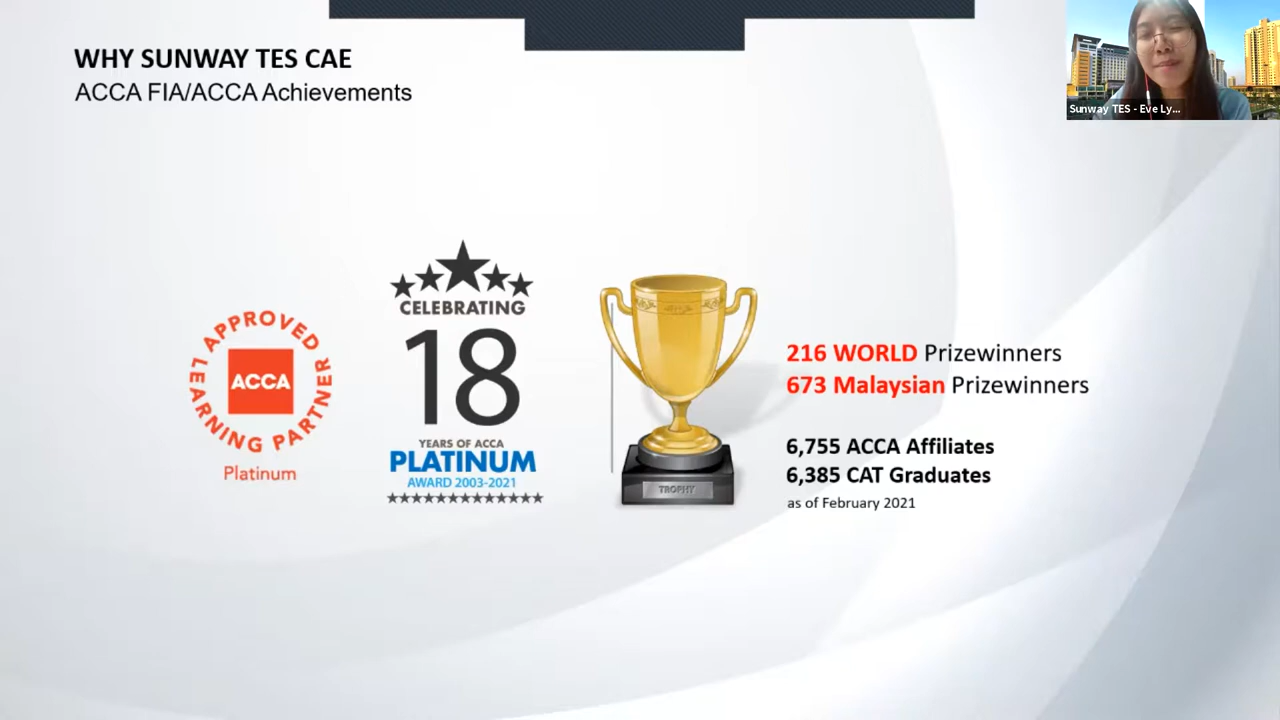 WHY SUNWAY TES CAE
ACCA FIA/ACCA Achievements
Sunway TES - Eve Ly...
APPROVED LEARNING PARTNER
ACCA
Platinum
CELEBRATING
18
YEARS OF ACCA
PLATINUM
AWARD 2003-2021
TROPHY
216 WORLD Prizewinners
673 Malaysian Prizewinners
6,755 ACCA Affiliates
6,385 CAT Graduates
as of February 2021